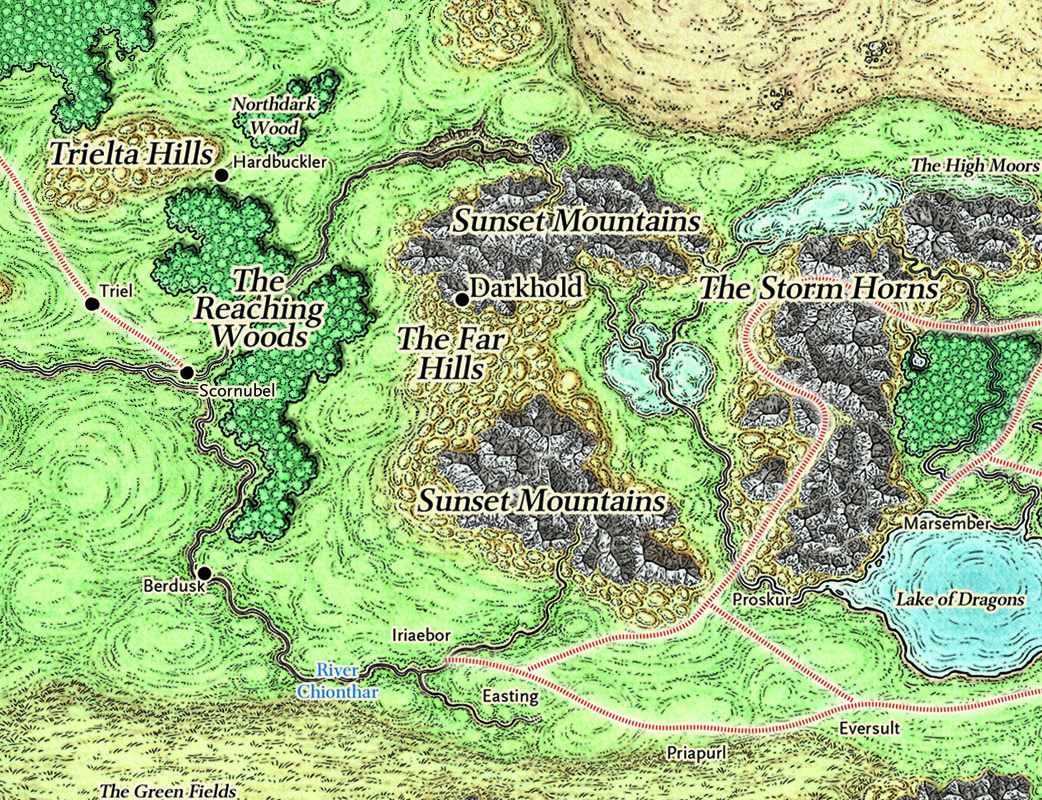 Northdark
Wood
Trielta Hills
Hardbuckler
The High Moors
Sunset Mountains
The
Reaching
Woods
Triel
Darkhold
The Storm Horns
The Far
Hills
Scornubel
Sunset Mountains
Marsember
Berdusk
Proskur
Lake of Dragons
Iriaebor
River
Chionthar
Easting
Eversult
Priapurl
The Green Fields